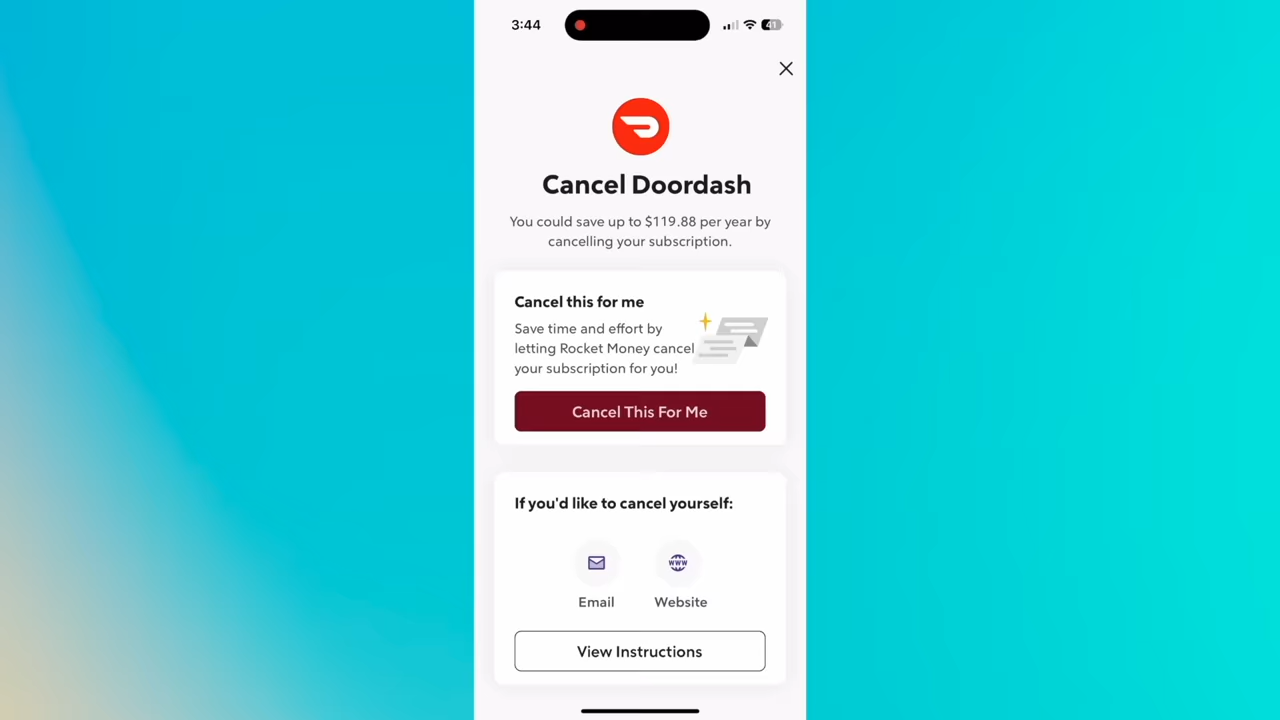 3:44
41
Cancel Doordash
You could save up to $119.88 per year by
cancelling your subscription.
Cancel this for me
Save time and effort by
letting Rocket Money cancel
your subscription for you!
Cancel This For Me
If you'd like to cancel yourself:
WWW
Email Website
View Instructions